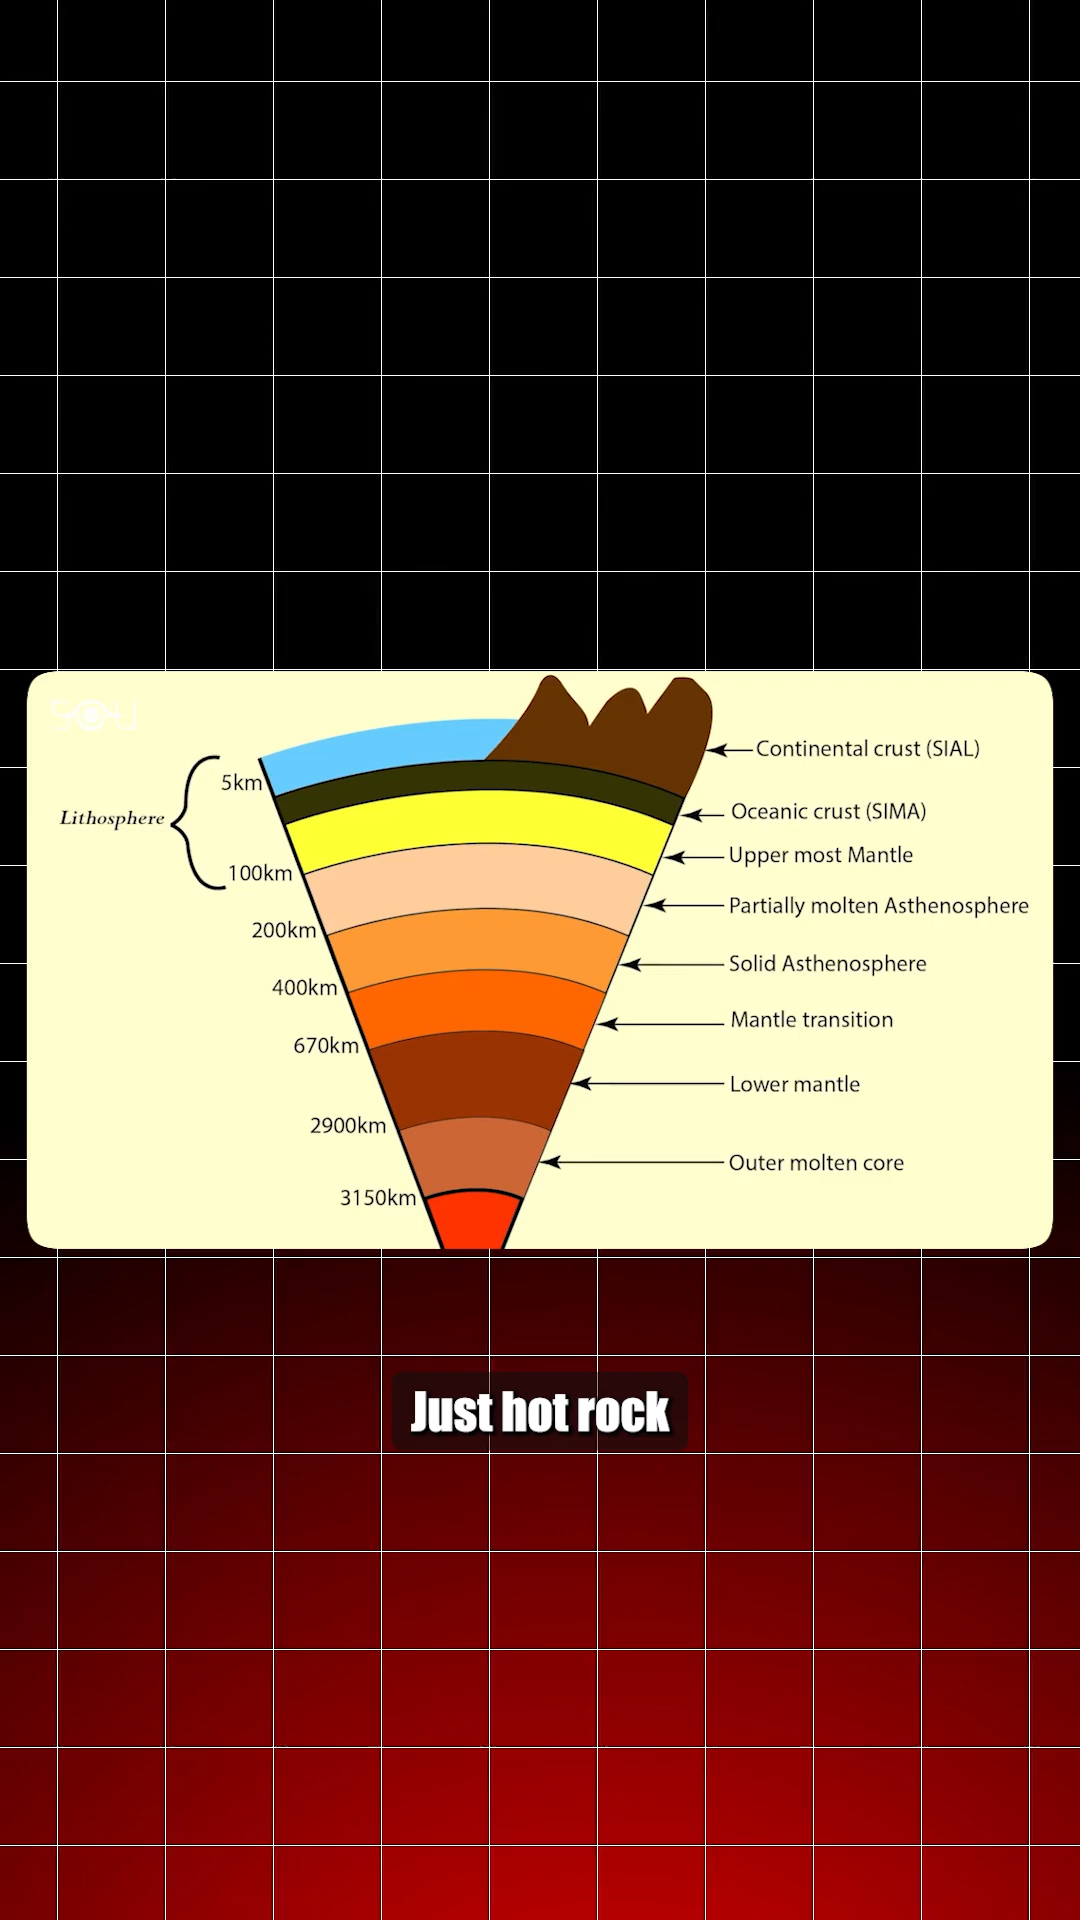 SOU
Continental crust (SIAL)
5km
Lithosphere
Oceanic crust (SIMA)
Upper most Mantle
100km
Partially molten Asthenosphere
200km
Solid Asthenosphere
400km
Mantle transition
670km
Lower mantle
2900km
Outer molten core
3150km
Just hot rock